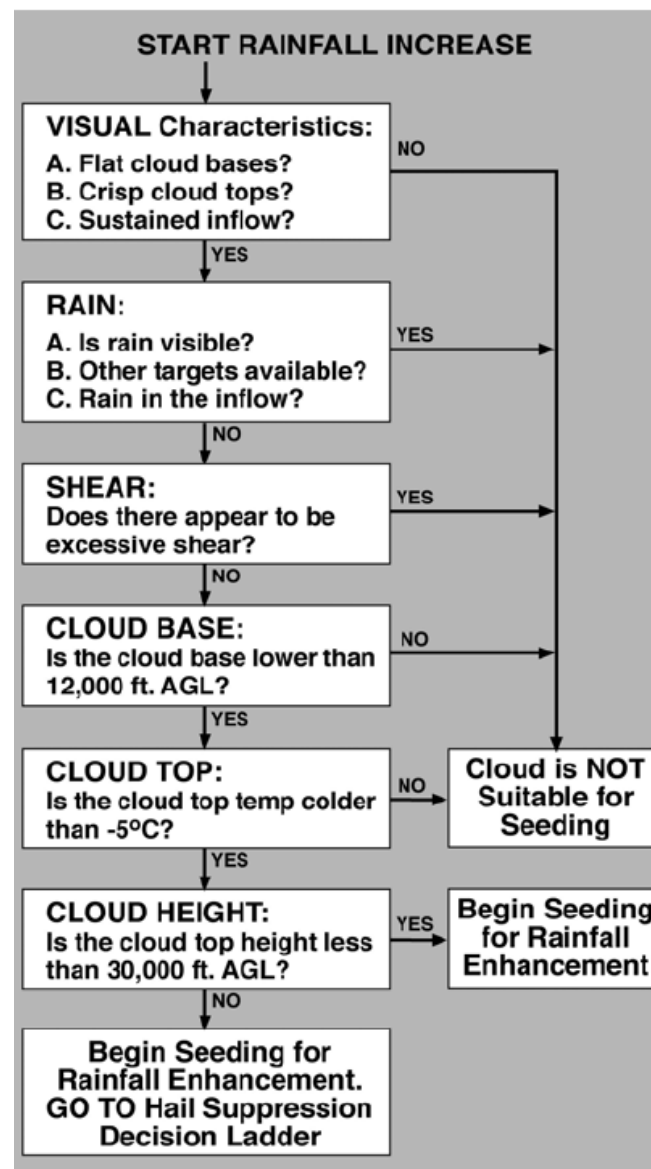 START RAINFALL INCREASE
VISUAL Characteristics:
A. Flat cloud bases?
B. Crisp cloud tops?
C. Sustained inflow?
NO
YES
RAIN:
A. Is rain visible?
B. Other targets available?
C. Rain in the inflow?
YES
NO
SHEAR:
Does there appear to be
excessive shear?
YES
NO
CLOUD BASE:
Is the cloud base lower than
12,000 ft. AGL?
NO
YES
CLOUD TOP:
Is the cloud top temp colder
than -5ºC?
NO
Cloud is NOT
Suitable for
Seeding
YES
CLOUD HEIGHT:
Is the cloud top height less
than 30,000 ft. AGL?
YES
Begin Seeding
for Rainfall
Enhancement
NO
Begin Seeding for
Rainfall Enhancement.
GO TO Hail Suppression
Decision Ladder